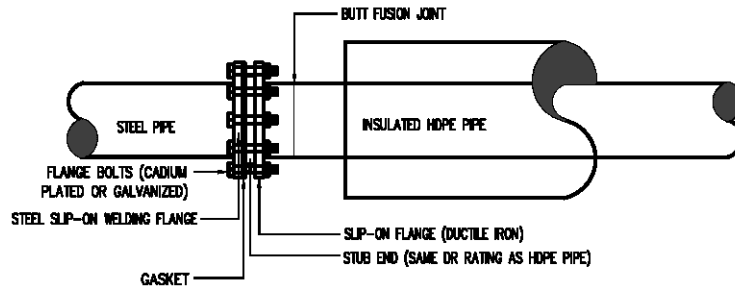 BUTT FUSION JOINT
STEEL PIPE
INSULATED HDPE PIPE
FLANGE BOLTS (CADIUM
PLATED OR GALVANIZED)
STEEL SLIP-ON WELDING FLANGE
SLIP-ON FLANGE (DUCTILE IRON)
STUB END (SAME DR RATING AS HDPE PIPE)
GASKET